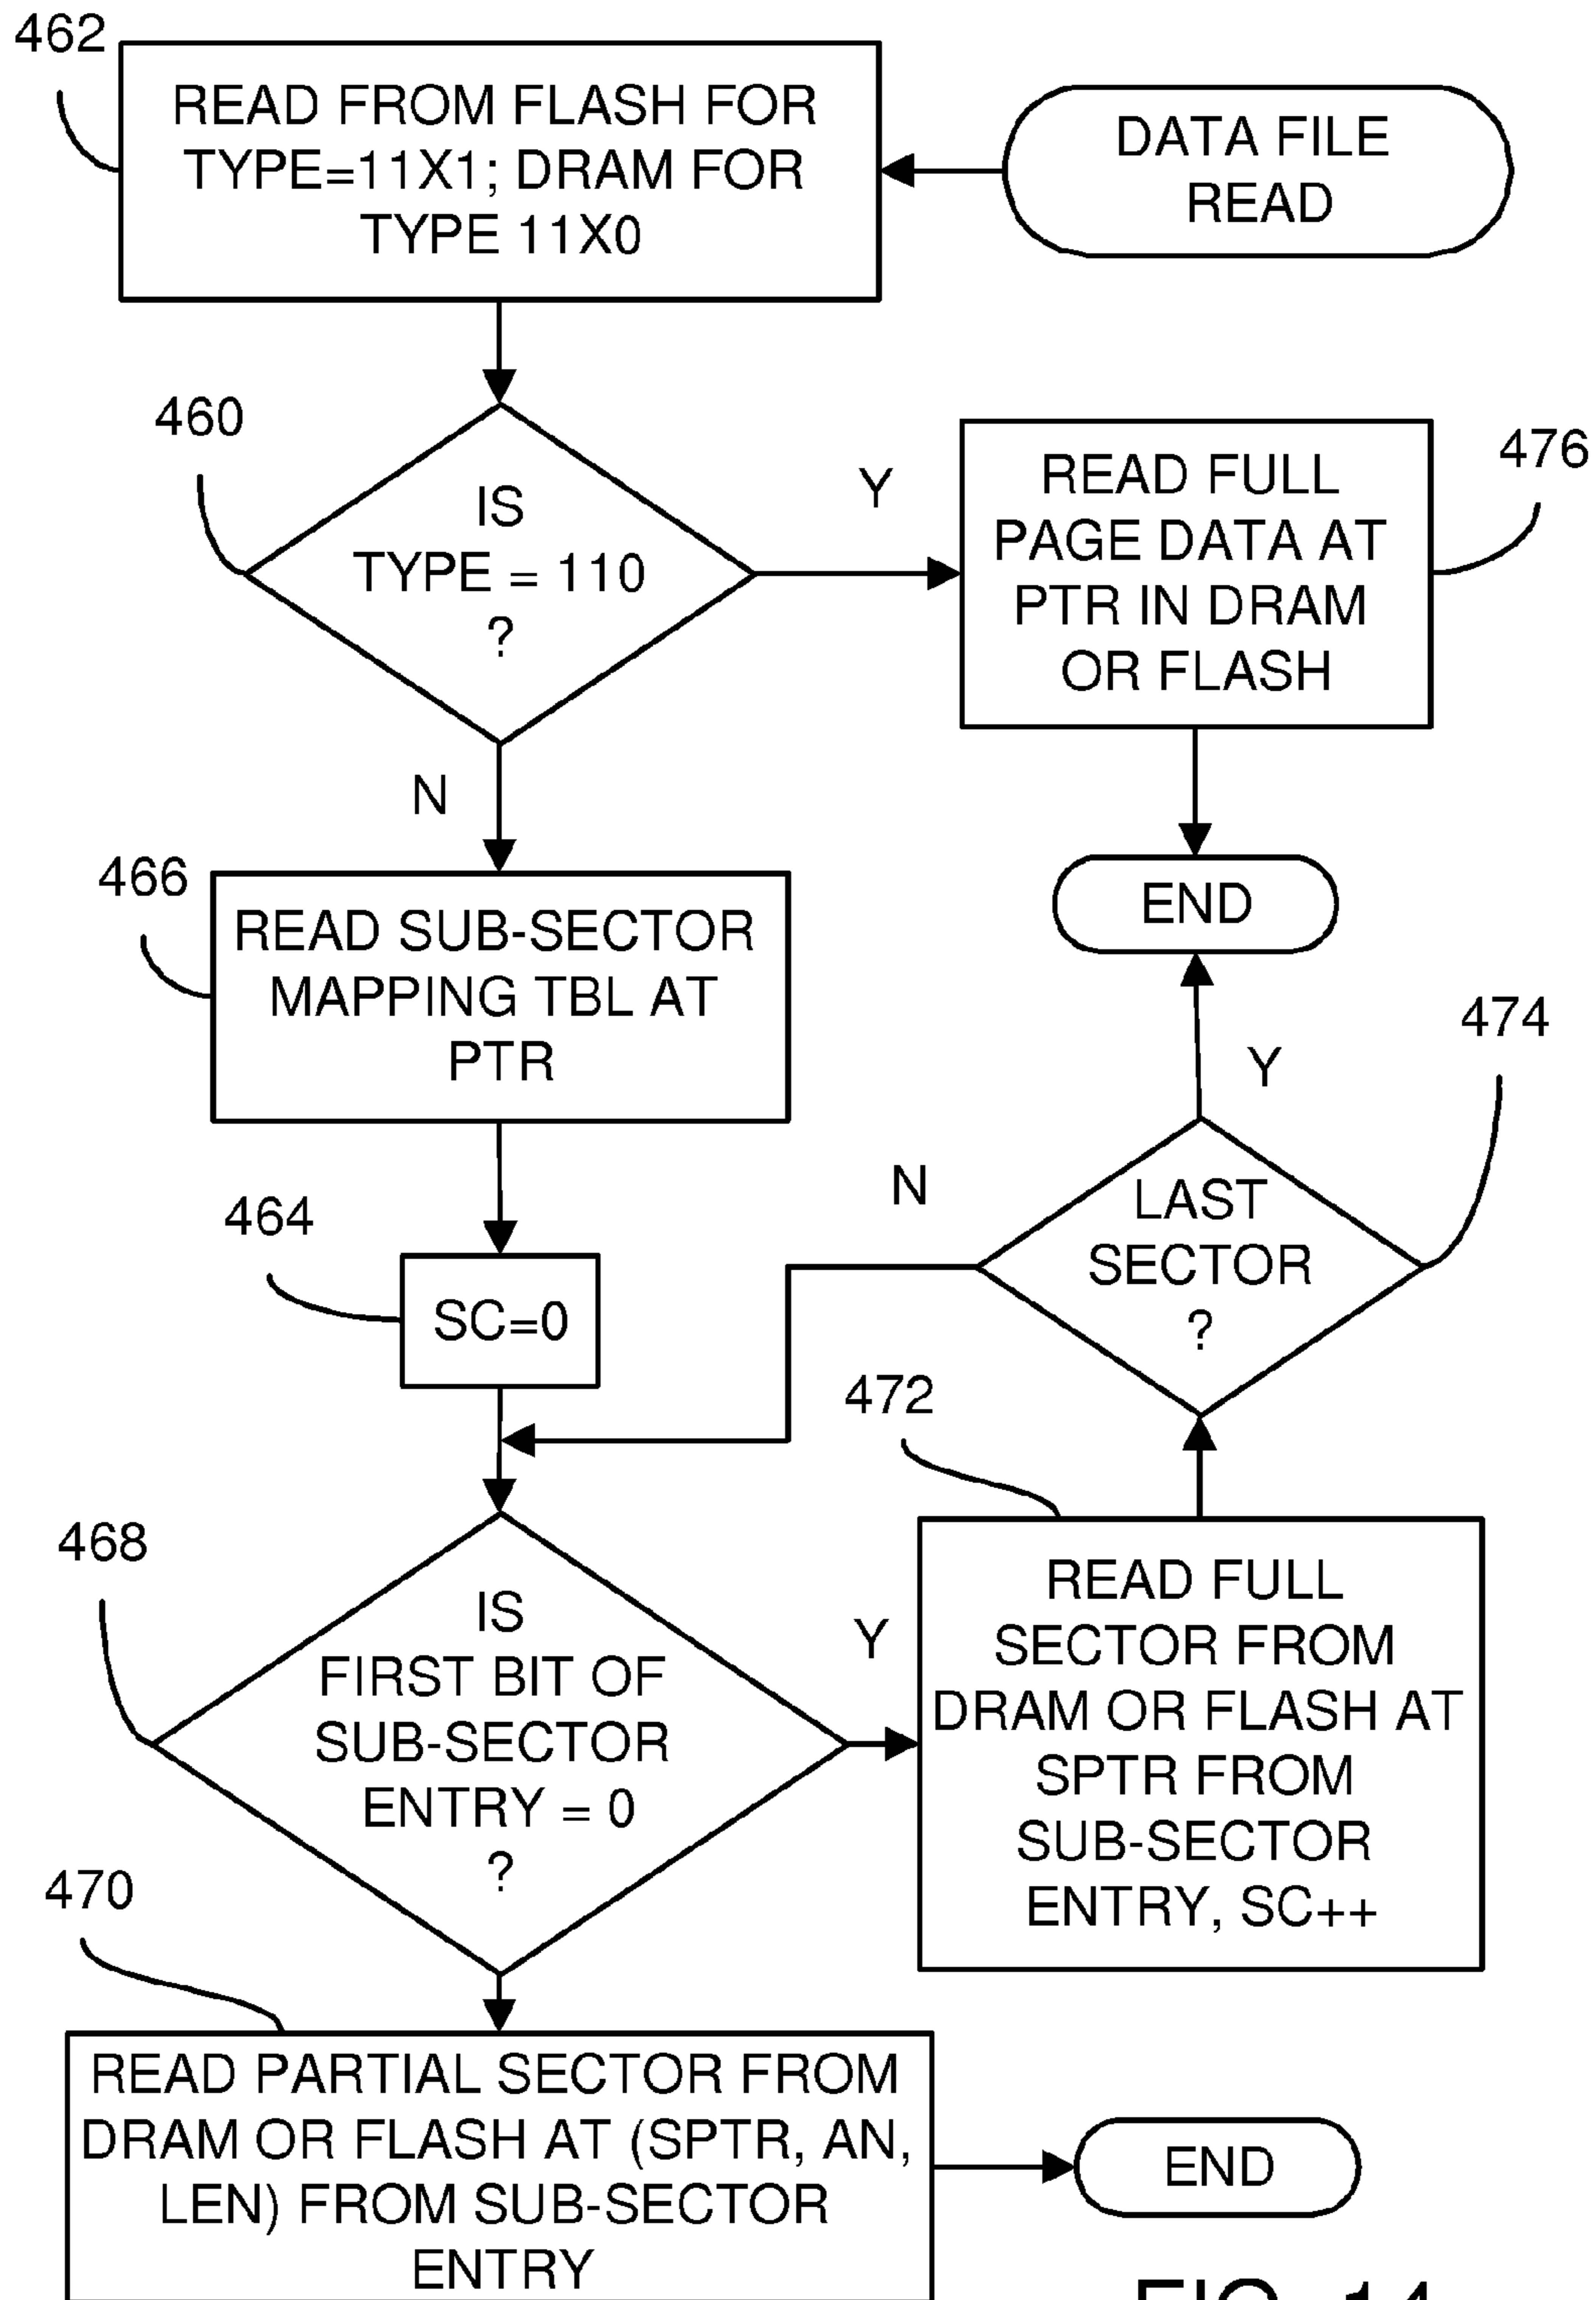 462
READ FROM FLASH FOR
TYPE=11X1; DRAM FOR
TYPE 11X0
DATA FILE
READ
460
IS
TYPE = 110
?
Y
READ FULL
PAGE DATA AT
PTR IN DRAM
OR FLASH
476
N
END
466
READ SUB-SECTOR
MAPPING TBL AT
PTR
474
Y
464
SC=0
N
LAST
SECTOR
?
472
468
IS
FIRST BIT OF
SUB-SECTOR
ENTRY = 0
?
Y
READ FULL
SECTOR FROM
DRAM OR FLASH AT
SPTR FROM
SUB-SECTOR
ENTRY, SC++
470
READ PARTIAL SECTOR FROM
DRAM OR FLASH AT (SPTR, AN,
LEN) FROM SUB-SECTOR
ENTRY
END